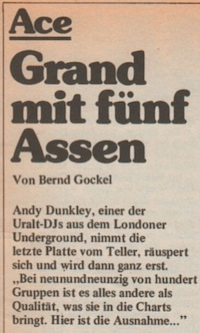 Ace
Grand
mit fünf
Assen
Von Bernd Gockel
Andy Dunkley, einer der
Uralt-DJs aus dem Londoner
Underground, nimmt die
letzte Platte vom Teller, räuspert
sich und wird dann ganz erst.
„Bei neunundneunzig von hundert
Gruppen ist es alles andere als
Qualität, was sie in die Charts
bringt. Hier ist die Ausnahme...”